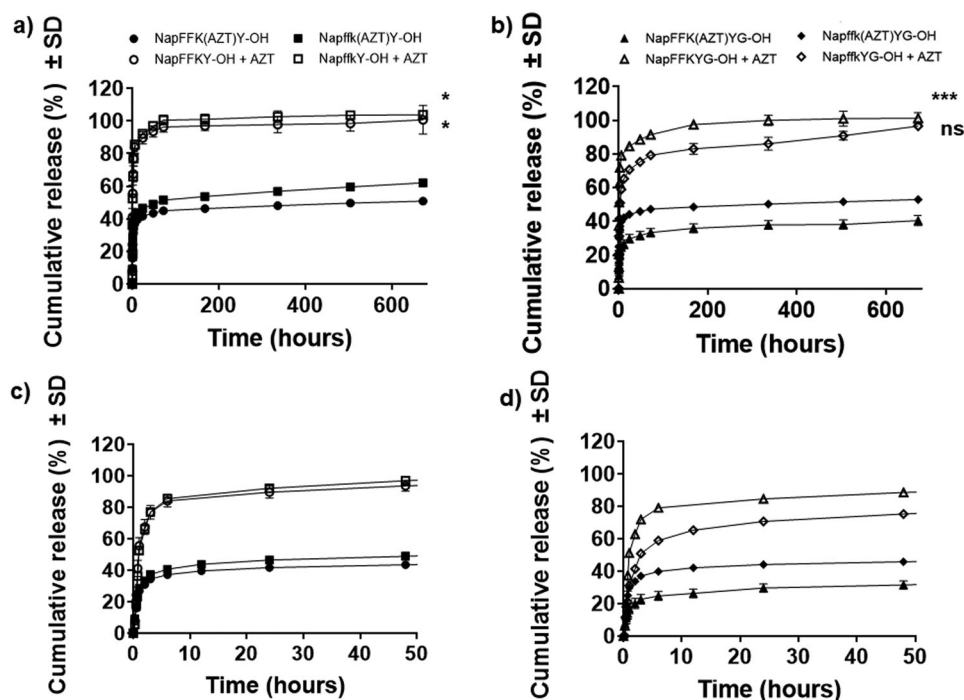 a)
Cumulative release (%) ± SD
NapFFK(AZT)Y-OH
Napffk(AZT)Y-OH
NapFFKY-OH + AZT
NapffkY-OH + AZT
120
100
80
60
40
20
0
*
*
0
200
400
600
Time (hours)
b)
Cumulative release (%) ± SD
NapFFK(AZT)YG-OH
Napffk(AZT)YG-OH
NapFFKYG-OH + AZT
NapffkYG-OH + AZT
120
100
80
60
40
20
0
***
ns
0
200
400
600
Time (hours)
c)
Cumulative release (%) ± SD
120
100
80
60
40
20
0
0
10
20
30
40
50
Time (hours)
d)
Cumulative release (%) ± SD
120
100
80
60
40
20
0
0
10
20
30
40
50
Time (hours)